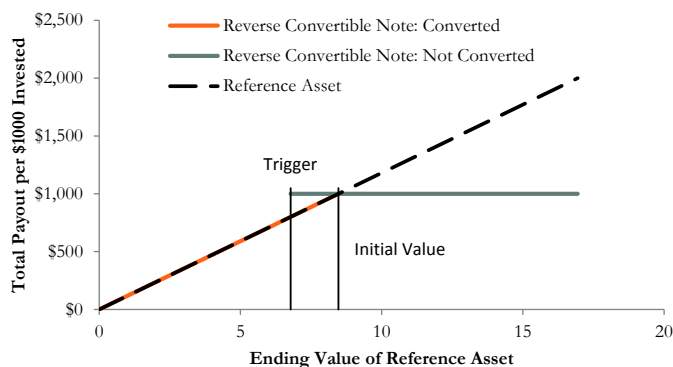 $2,500
Reverse Convertible Note: Converted
$2,000
Reverse Convertible Note: Not Converted
Reference Asset
$1,500
Trigger
$1,000
$500
Initial Value
$0
0 5 10 15 20
Total Payout per $1000 Invested
Ending Value of Reference Asset